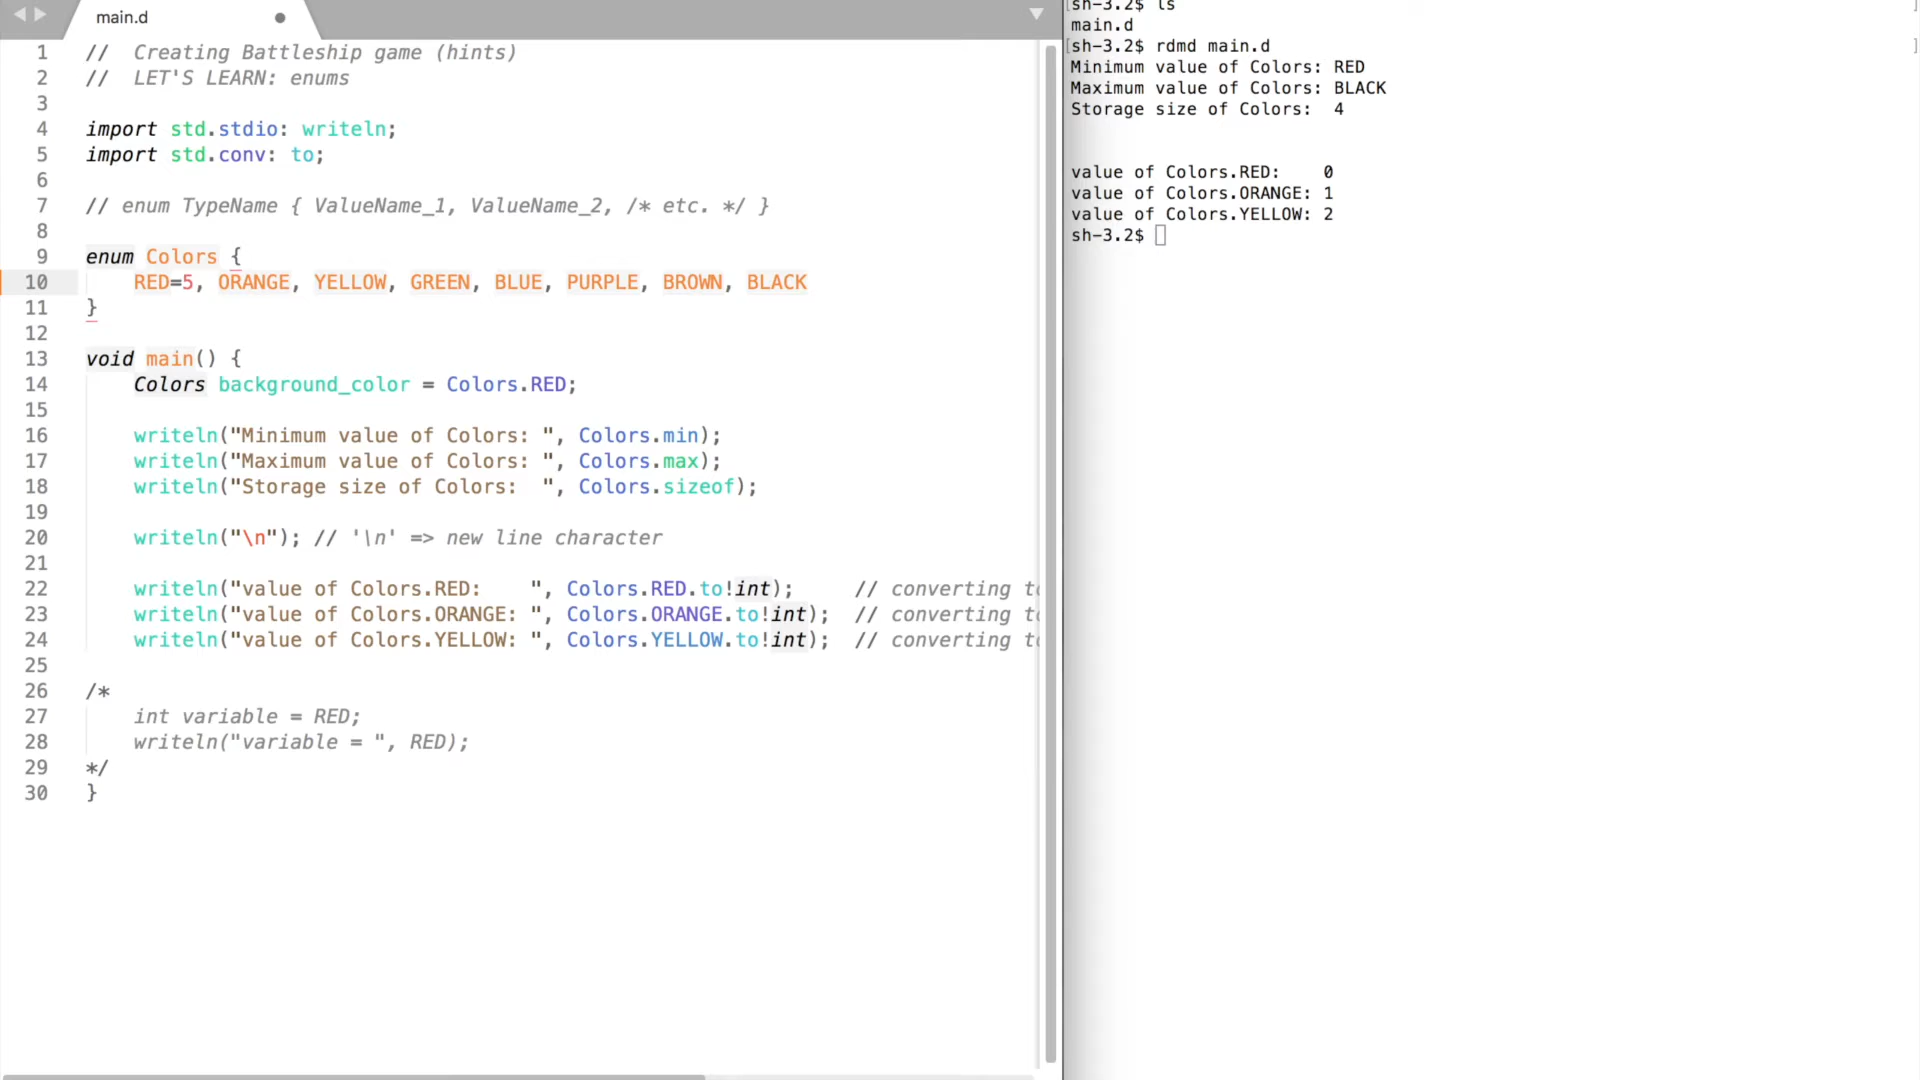 main.d
1 //  Creating Battleship game (hints)
2 //  LET'S LEARN: enums
3
4 import std.stdio: writeln;
5 import std.conv: to;
6
7 // enum TypeName { ValueName_1, ValueName_2, /* etc. */ }
8
9 enum Colors {
10     RED=5, ORANGE, YELLOW, GREEN, BLUE, PURPLE, BROWN, BLACK
11 }
12
13 void main() {
14     Colors background_color = Colors.RED;
15
16     writeln("Minimum value of Colors: ", Colors.min);
17     writeln("Maximum value of Colors: ", Colors.max);
18     writeln("Storage size of Colors:  ", Colors.sizeof);
19
20     writeln("\n"); // '\n' => new line character
21
22     writeln("value of Colors.RED:    ", Colors.RED.to!int);     // converting
23     writeln("value of Colors.ORANGE: ", Colors.ORANGE.to!int);  // converting
24     writeln("value of Colors.YELLOW: ", Colors.YELLOW.to!int);  // converting
25
26 /*
27     int variable = RED;
28     writeln("variable = ", RED);
29 */
30 }
[sh-3.2$ ls ]
main.d
[sh-3.2$ rdmd main.d ]
Minimum value of Colors: RED
Maximum value of Colors: BLACK
Storage size of Colors:  4
value of Colors.RED:    0
value of Colors.ORANGE: 1
value of Colors.YELLOW: 2
sh-3.2$